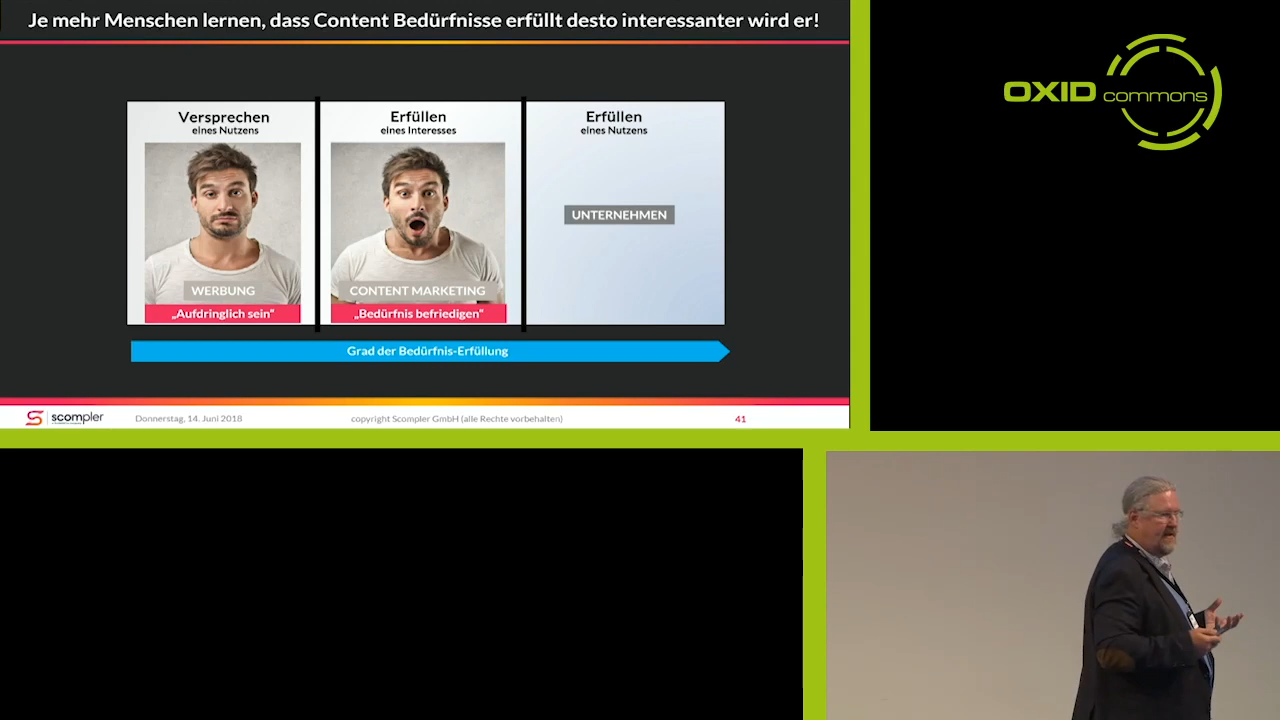 Je mehr Menschen lernen, dass Content Bedürfnisse erfüllt desto interessanter wird er!
OXID commons
Versprechen
eines Nutzens
WERBUNG
„Aufdringlich sein“
Erfüllen
eines Interesses
CONTENT MARKETING
„Bedürfnis befriedigen“
Erfüllen
eines Nutzens
UNTERNEHMEN
Grad der Bedürfnis-Erfüllung
scompler
Donnerstag, 14. Juni 2018
copyright Scompler GmbH (alle Rechte vorbehalten)
41